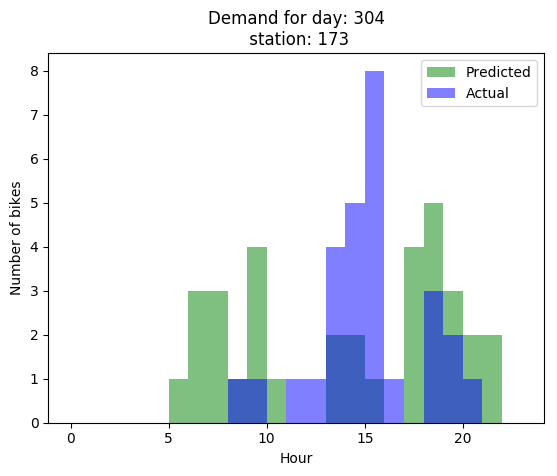 Demand for day: 304
station: 173
Predicted
Actual
Number of bikes
8
7
6
5
4
3
2
1
0
0 5 10 15 20
Hour